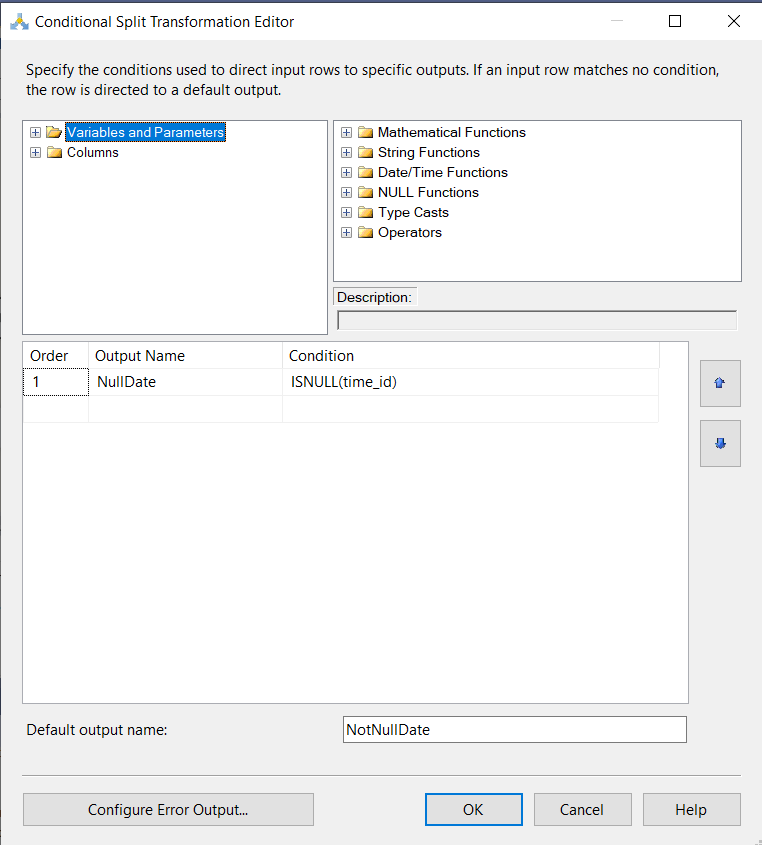 Conditional Split Transformation Editor
Specify the conditions used to direct input rows to specific outputs. If an input row matches no condition,
the row is directed to a default output.
Variables and Parameters
Columns
Mathematical Functions
String Functions
Date/Time Functions
NULL Functions
Type Casts
Operators
Description:
Order Output Name Condition
1 NullDate ISNULL(time_id)
Default output name: NotNullDate
Configure Error Output... OK Cancel Help